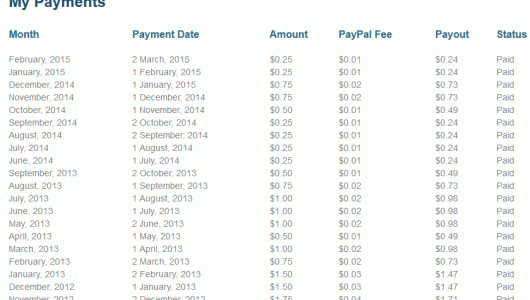 My Payments
Month Payment Date Amount PayPal Fee Payout Status
February, 2015 2 March, 2015 $0.25 $0.01 $0.24 Paid
January, 2015 1 February, 2015 $0.25 $0.01 $0.24 Paid
December, 2014 1 January, 2015 $0.75 $0.02 $0.73 Paid
November, 2014 1 December, 2014 $0.75 $0.02 $0.73 Paid
October, 2014 1 November, 2014 $0.50 $0.01 $0.49 Paid
September, 2014 2 October, 2014 $0.25 $0.01 $0.24 Paid
August, 2014 2 September, 2014 $0.25 $0.01 $0.24 Paid
July, 2014 1 August, 2014 $0.25 $0.01 $0.24 Paid
June, 2014 1 July, 2014 $0.25 $0.01 $0.24 Paid
September, 2013 2 October, 2013 $0.50 $0.01 $0.49 Paid
August, 2013 1 September, 2013 $0.75 $0.02 $0.73 Paid
July, 2013 1 August, 2013 $1.00 $0.02 $0.98 Paid
June, 2013 1 July, 2013 $1.00 $0.02 $0.98 Paid
May, 2013 2 June, 2013 $1.00 $0.02 $0.98 Paid
April, 2013 1 May, 2013 $0.50 $0.01 $0.49 Paid
March, 2013 1 April, 2013 $1.00 $0.02 $0.98 Paid
February, 2013 2 March, 2013 $0.75 $0.02 $0.73 Paid
January, 2013 2 February, 2013 $1.50 $0.03 $1.47 Paid
December, 2012 1 January, 2013 $1.50 $0.03 $1.47 Paid
November, 2012 2 December, 2012 $1.75 $0.04 $1.71 Paid